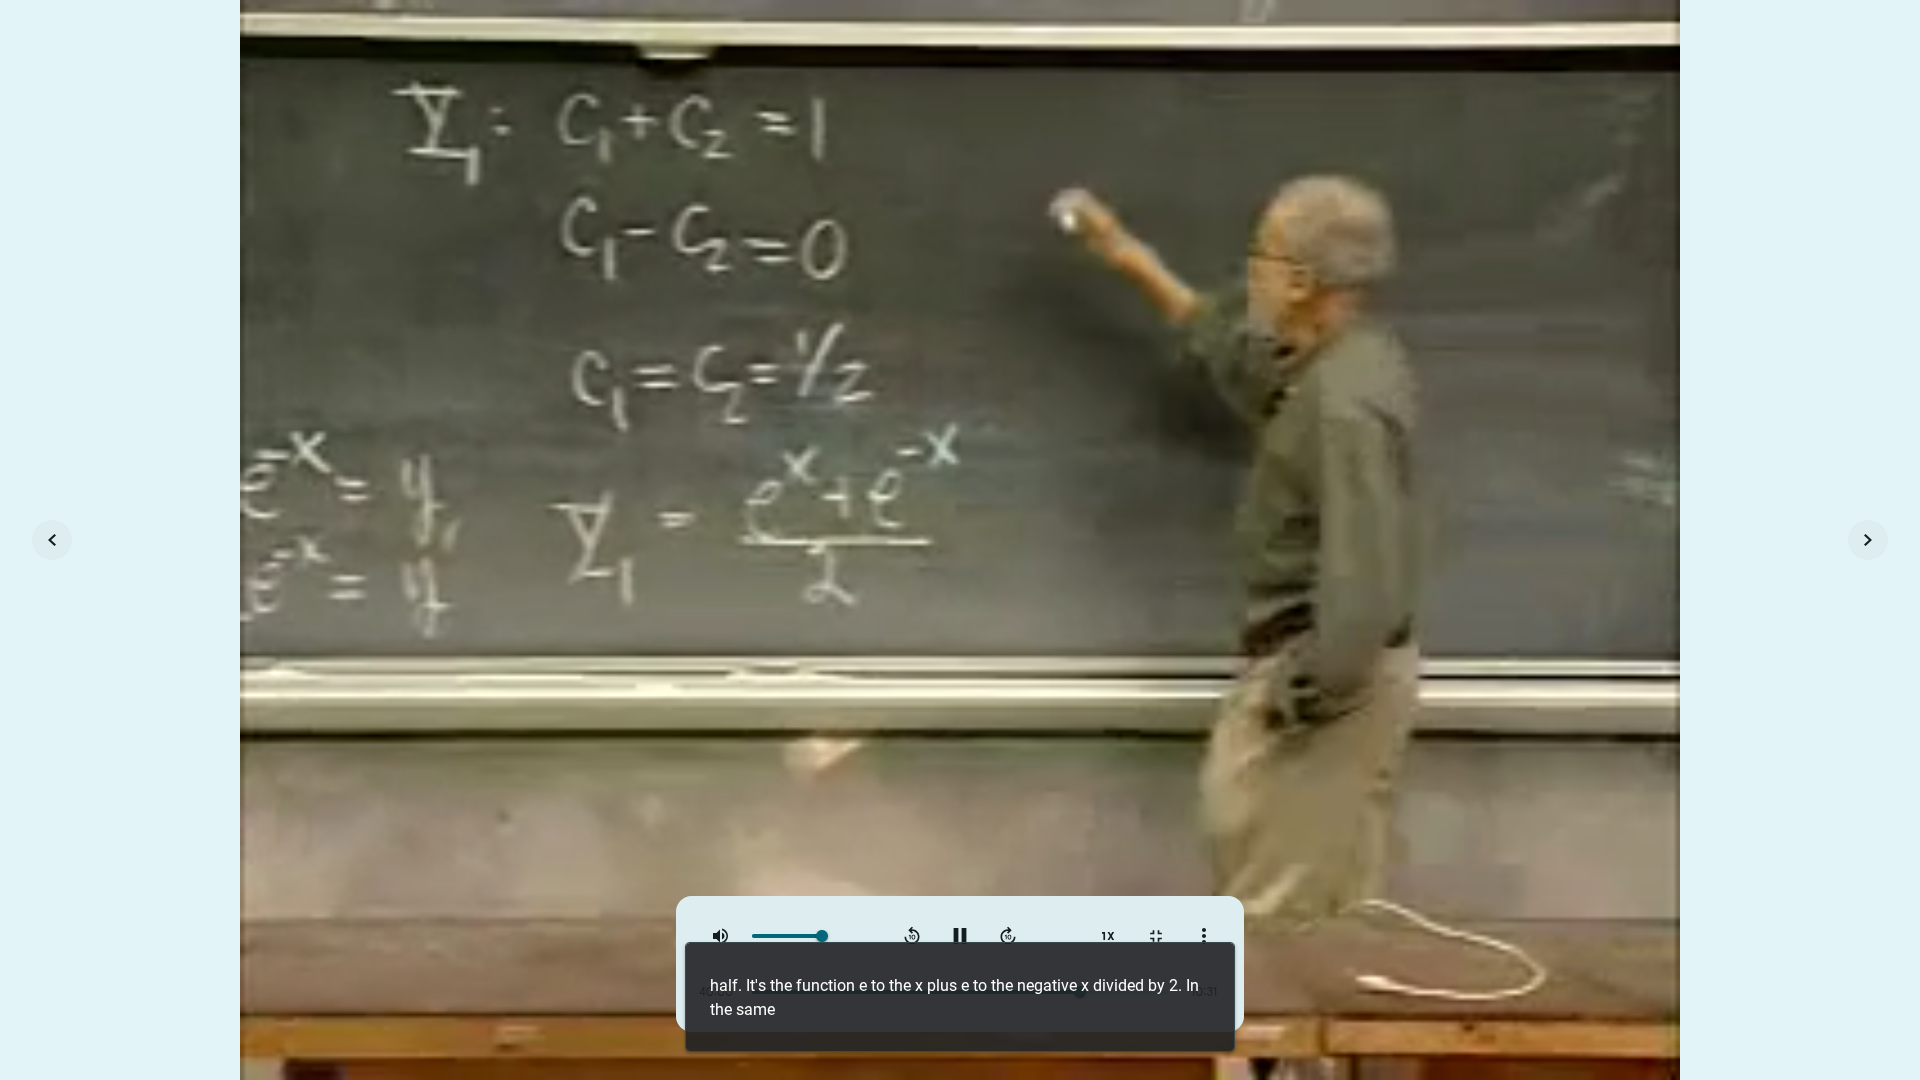 Y₁: C₁ + C₂ = 1
C₁ - C₂ = 0
C₁ = C₂ = 1/2
e^-x = y₁
e^-x = y
Y₁ = (e^x + e^-x)/2
1X
half. It's the function e to the x plus e to the negative x divided by 2. In
the same